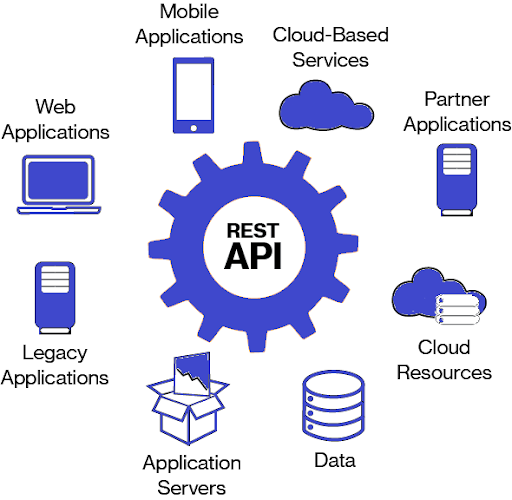 Mobile
Applications
Cloud-Based
Services
Web
Applications
Partner
Applications
REST
API
Legacy
Applications
Cloud
Resources
Application
Servers
Data